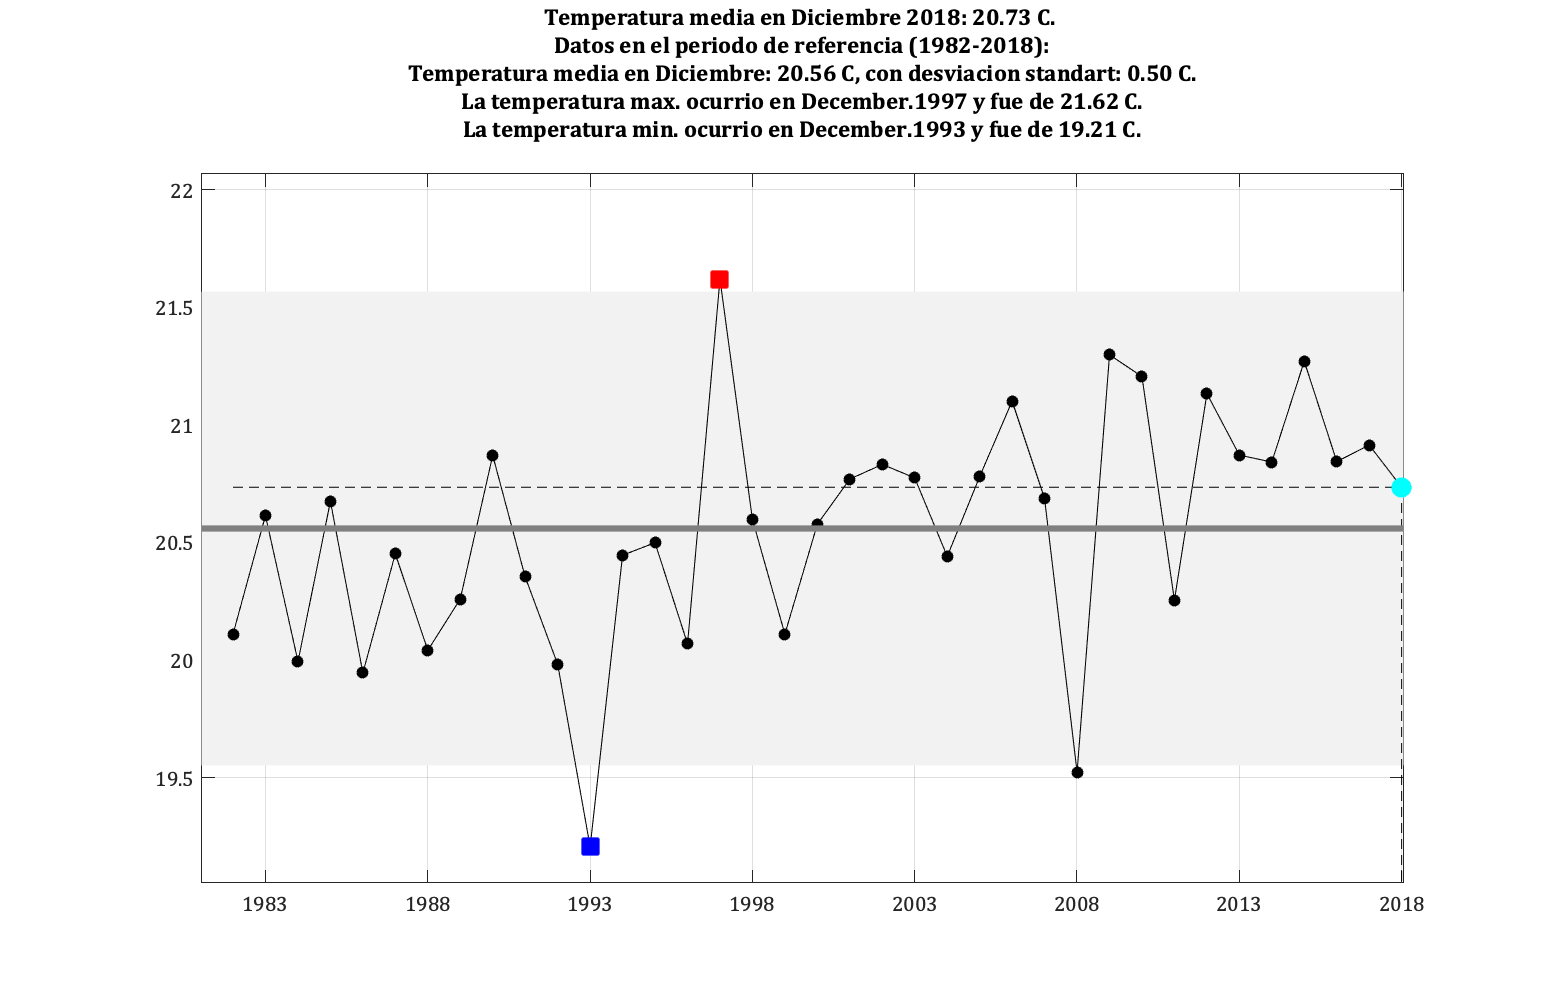 Temperatura media en Diciembre 2018: 20.73 C.
Datos en el periodo de referencia (1982-2018):
Temperatura media en Diciembre: 20.56 C, con desviacion standart: 0.50 C.
La temperatura max. ocurrio en December.1997 y fue de 21.62 C.
La temperatura min. ocurrio en December.1993 y fue de 19.21 C.
22
21.5
21
20.5
20
19.5
1983 1988 1993 1998 2003 2008 2013 2018